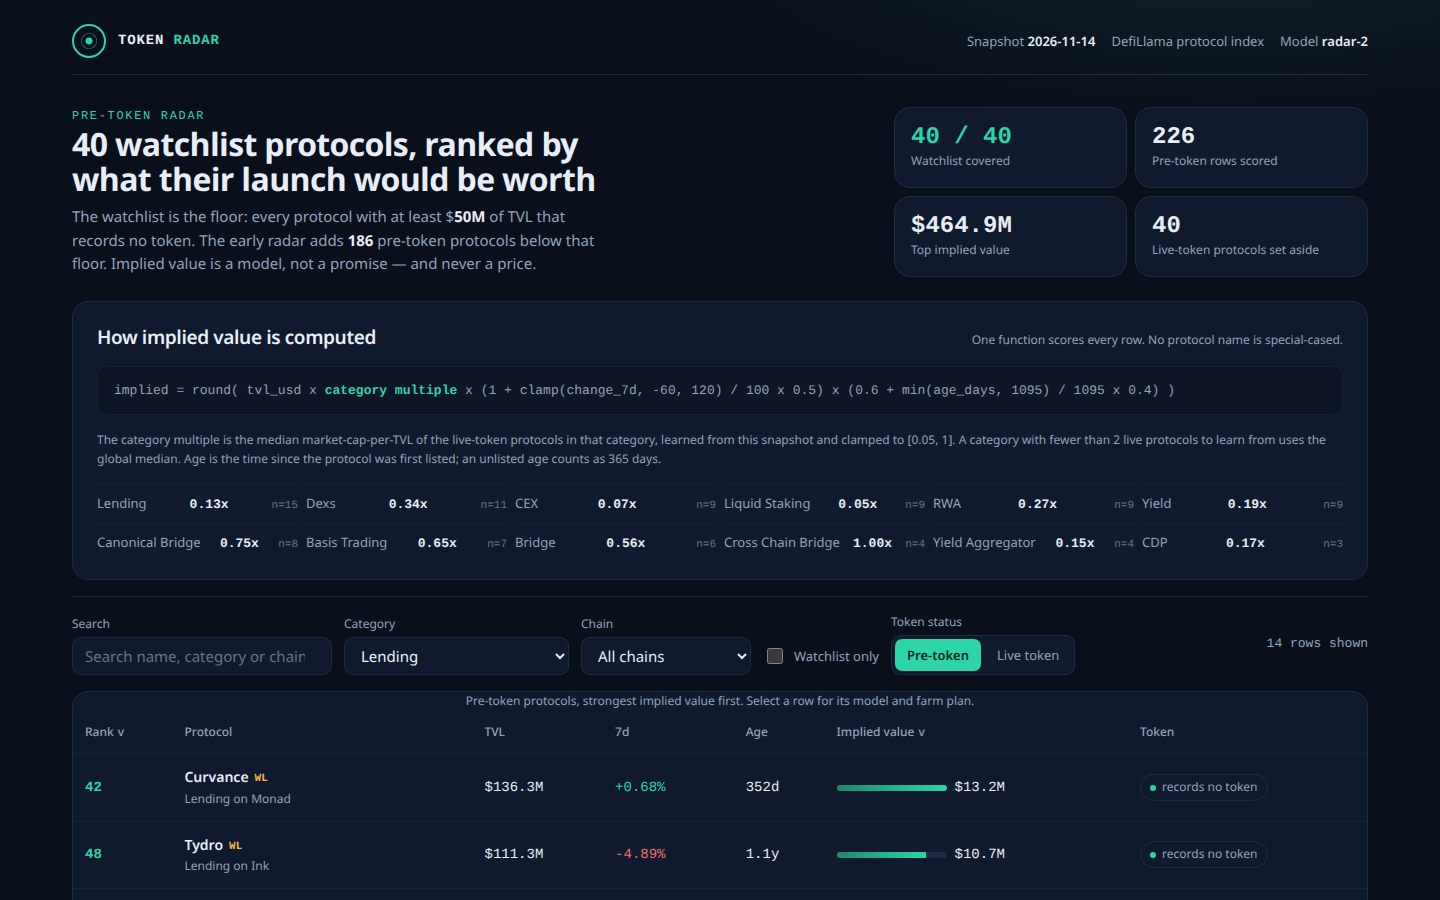 TOKEN RADAR
Snapshot 2026-11-14 DefiLlama protocol index Model radar-2
PRE-TOKEN RADAR
40 watchlist protocols, ranked by
what their launch would be worth
The watchlist is the floor: every protocol with at least $50M of TVL that
records no token. The early radar adds 186 pre-token protocols below that
floor. Implied value is a model, not a promise — and never a price.
40 / 40
Watchlist covered
226
Pre-token rows scored
$464.9M
Top implied value
40
Live-token protocols set aside
How implied value is computed
One function scores every row. No protocol name is special-cased.
implied = round( tvl_usd x category multiple x (1 + clamp(change_7d, -60, 120) / 100 x 0.5) x (0.6 + min(age_days, 1095) / 1095 x 0.4) )
The category multiple is the median market-cap-per-TVL of the live-token protocols in that category, learned from this snapshot and clamped to [0.05, 1]. A category with fewer than 2 live protocols to learn from uses the
global median. Age is the time since the protocol was first listed; an unlisted age counts as 365 days.
Lending 0.13x n=15 Dexs 0.34x n=11 CEX 0.07x n=9 Liquid Staking 0.05x n=9 RWA 0.27x n=9 Yield 0.19x n=9
Canonical Bridge 0.75x n=8 Basis Trading 0.65x n=7 Bridge 0.56x n=6 Cross Chain Bridge 1.00x n=4 Yield Aggregator 0.15x n=4 CDP 0.17x n=3
Search
Search name, category or chain
Category
Lending
Chain
All chains
Watchlist only
Token status
Pre-token Live token
14 rows shown
Pre-token protocols, strongest implied value first. Select a row for its model and farm plan.
Rank v Protocol TVL 7d Age Implied value v Token
42 Curvance WL $136.3M +0.68% 352d $13.2M records no token
Lending on Monad
48 Tydro WL $111.3M -4.89% 1.1y $10.7M records no token
Lending on Ink